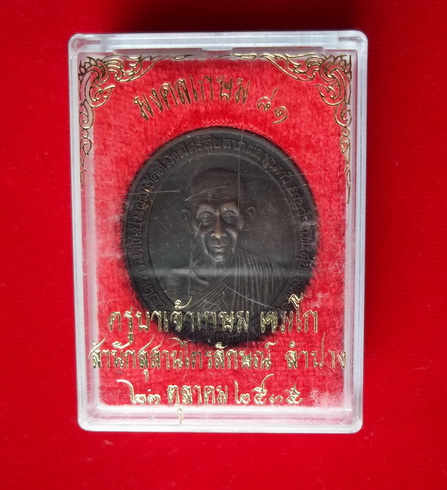 มงคลเกษม ๘๑
ครูบาเจ้าเกษม เขมโก
สำนักสุสานไตรลักษณ์ ลำปาง
๒๓ ตุลาคม ๒๕๓๕